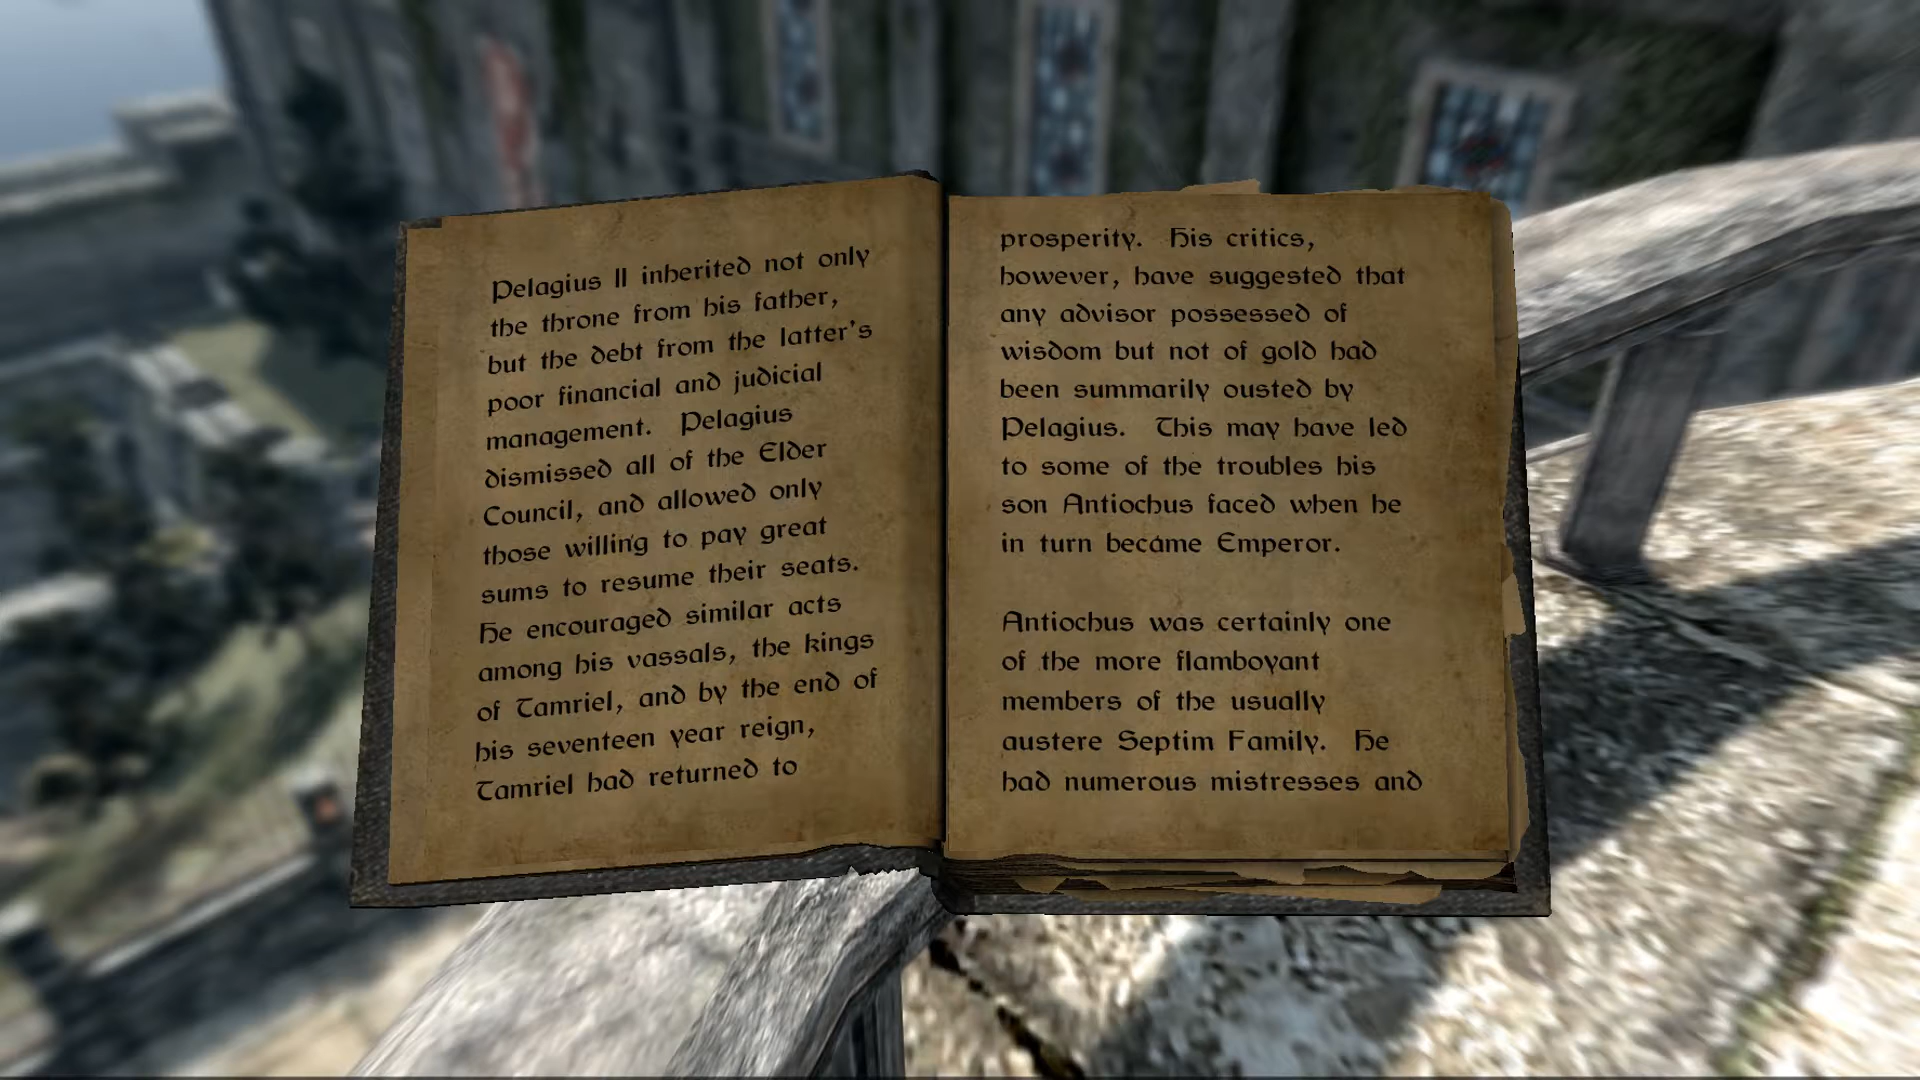 Pelagius II inherited not only
the throne from his father,
but the debt from the latter's
poor financial and judicial
management.  Pelagius
dismissed all of the Elder
Council, and allowed only
those willing to pay great
sums to resume their seats.
He encouraged similar acts
among his vassals, the kings
of Tamriel, and by the end of
his seventeen year reign,
Tamriel had returned to
prosperity.  His critics,
however, have suggested that
any advisor possessed of
wisdom but not of gold had
been summarily ousted by
Pelagius.  This may have led
to some of the troubles his
son Antiochus faced when he
in turn became Emperor.
Antiochus was certainly one
of the more flamboyant
members of the usually
austere Septim Family.  He
had numerous mistresses and